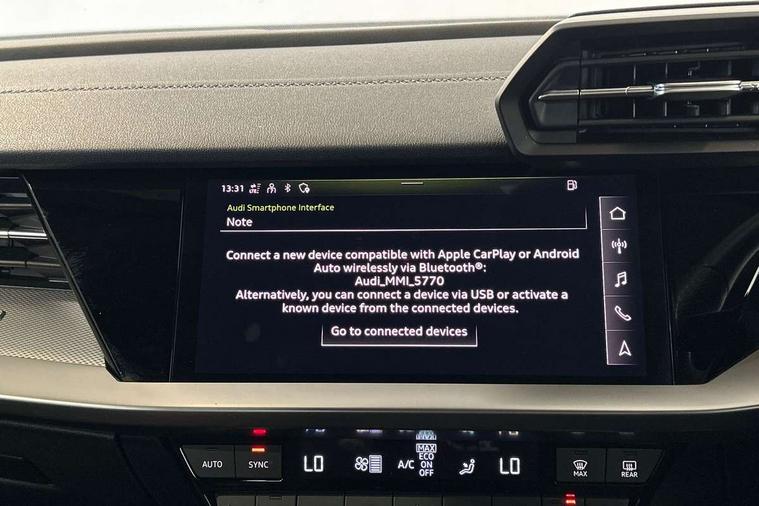 13:31
Audi Smartphone Interface
Note
Connect a new device compatible with Apple CarPlay or Android
Auto wirelessly via Bluetooth®:
Audi_MMI_5770
Alternatively, you can connect a device via USB or activate a
known device from the connected devices.
Go to connected devices
AUTO
SYNC
LO
A/C
MAX
ECO
ON
OFF
LO
MAX
REAR